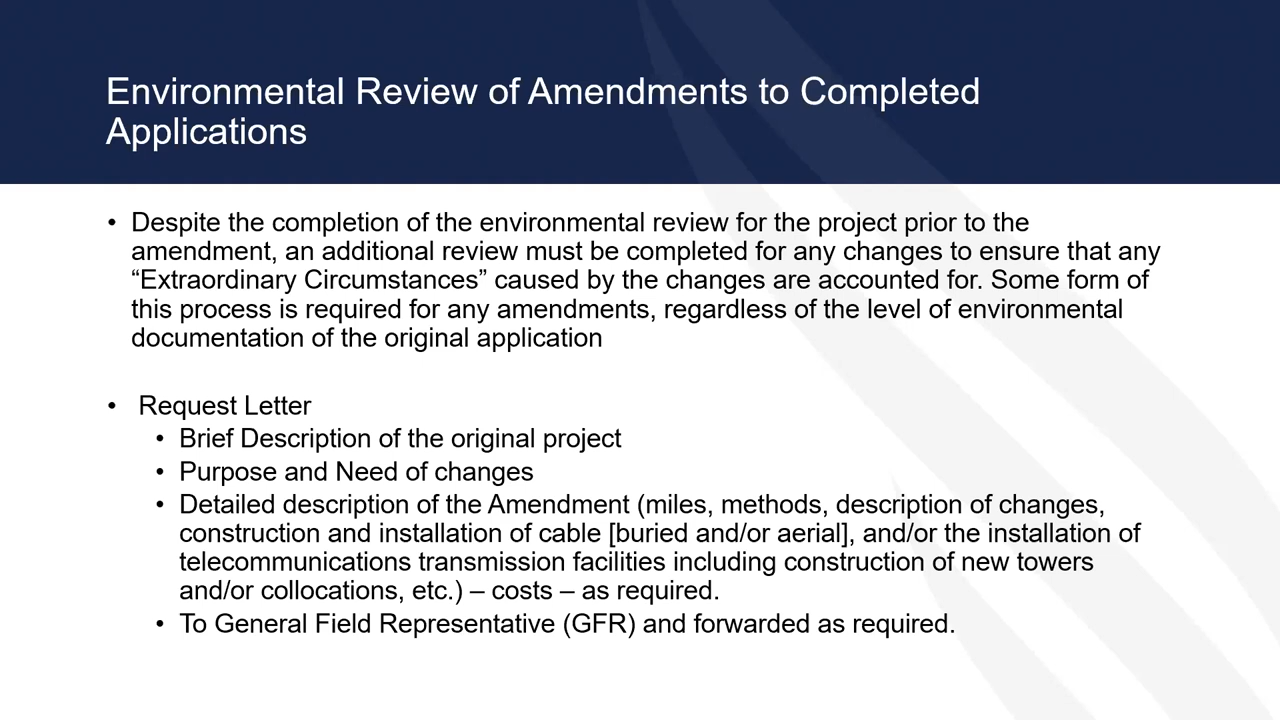 Environmental Review of Amendments to Completed
Applications
• Despite the completion of the environmental review for the project prior to the
amendment, an additional review must be completed for any changes to ensure that any
“Extraordinary Circumstances” caused by the changes are accounted for. Some form of
this process is required for any amendments, regardless of the level of environmental
documentation of the original application
• Request Letter
• Brief Description of the original project
• Purpose and Need of changes
• Detailed description of the Amendment (miles, methods, description of changes,
construction and installation of cable [buried and/or aerial], and/or the installation of
telecommunications transmission facilities including construction of new towers
and/or collocations, etc.) – costs – as required.
• To General Field Representative (GFR) and forwarded as required.